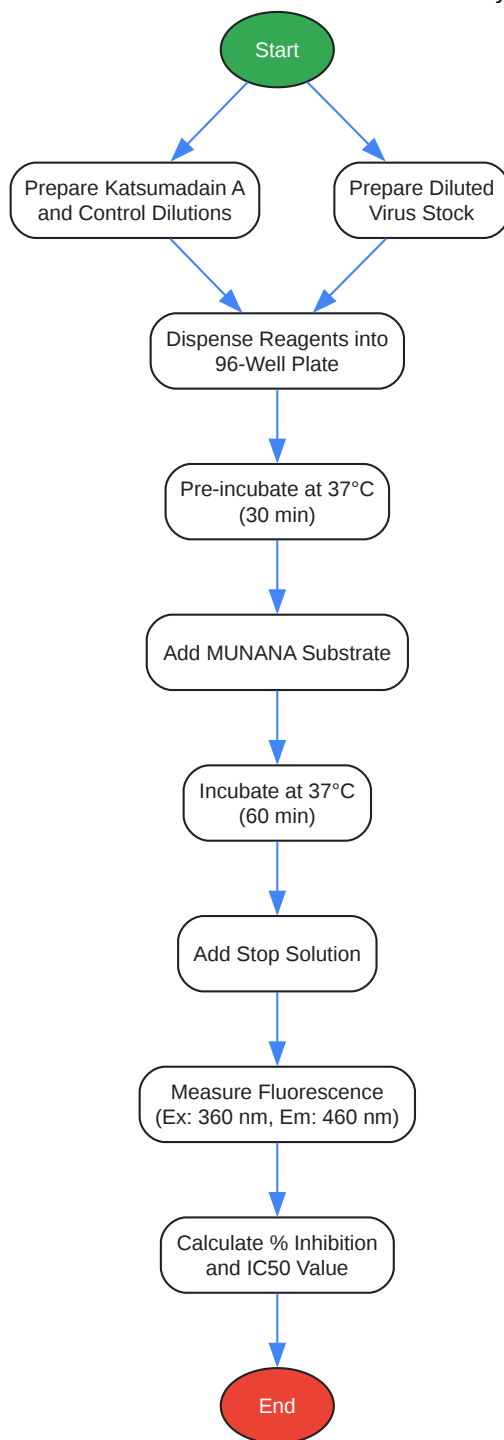 Start
Prepare Katsumadain A
and Control Dilutions
Prepare Diluted
Virus Stock
Dispense Reagents into
96-Well Plate
Pre-incubate at 37°C
(30 min)
Add MUNANA Substrate
Incubate at 37°C
(60 min)
Add Stop Solution
Measure Fluorescence
(Ex: 360 nm, Em: 460 nm)
Calculate % Inhibition
and IC50 Value
End